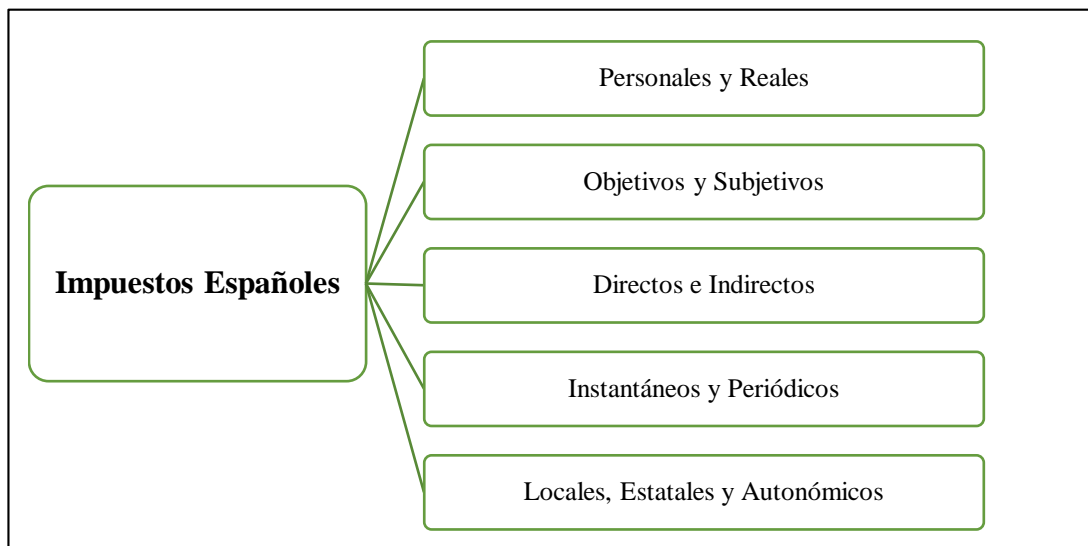 Impuestos Españoles
Personales y Reales
Objetivos y Subjetivos
Directos e Indirectos
Instantáneos y Periódicos
Locales, Estatales y Autonómicos